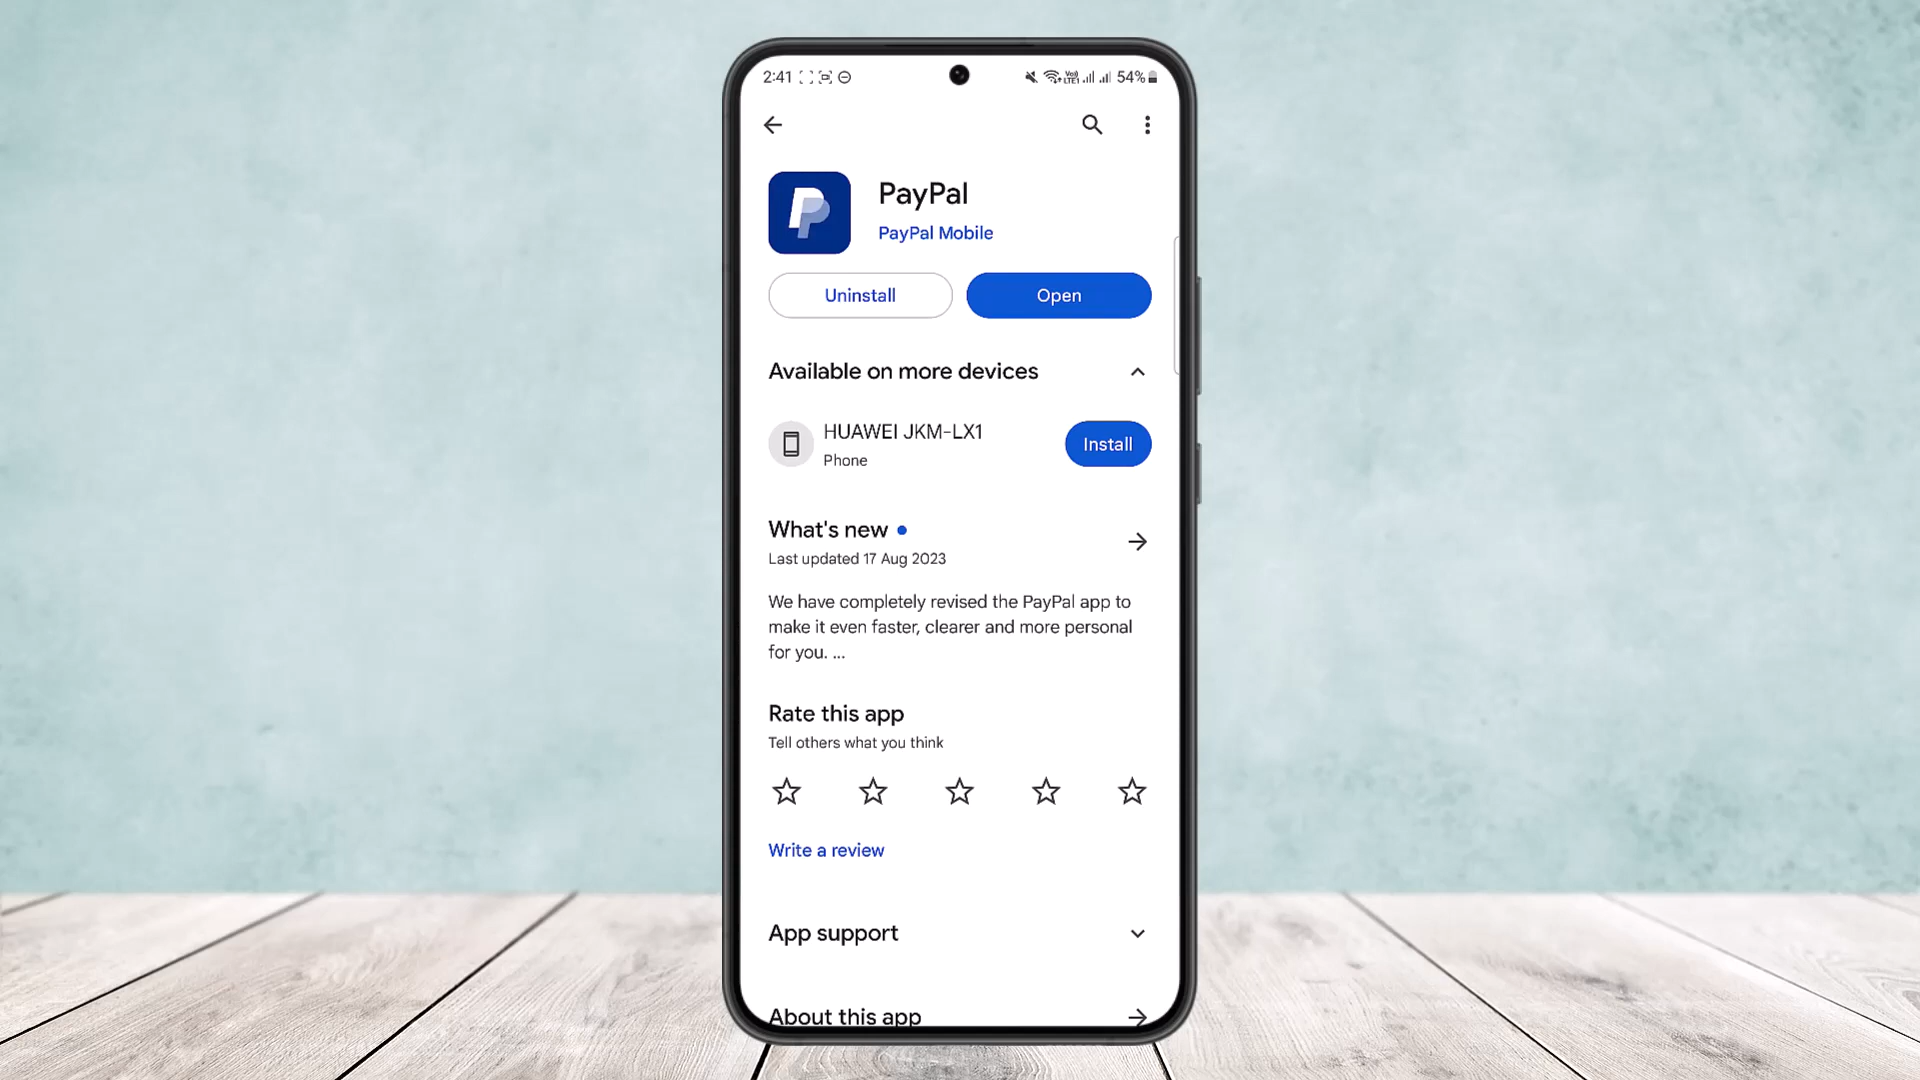 2:41
54%
PayPal
PayPal Mobile
Uninstall
Open
Available on more devices
HUAWEI JKM-LX1
Phone
Install
What's new
Last updated 17 Aug 2023
We have completely revised the PayPal app to
make it even faster, clearer and more personal
for you. ...
Rate this app
Tell others what you think
Write a review
App support
About this app